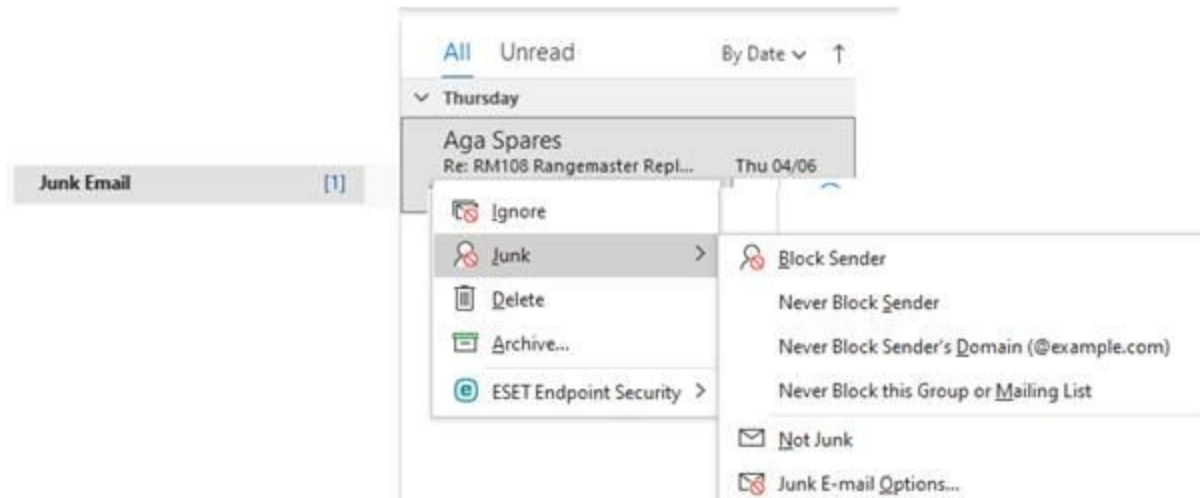 All Unread By Date ↑
Thursday
Aga Spares
Re: RM108 Rangemaster Repl... Thu 04/06
Junk Email [1]
Ignore
Junk >
Delete
Archive...
ESET Endpoint Security >
Block Sender
Never Block Sender
Never Block Sender's Domain (@example.com)
Never Block this Group or Mailing List
Not Junk
Junk E-mail Options...